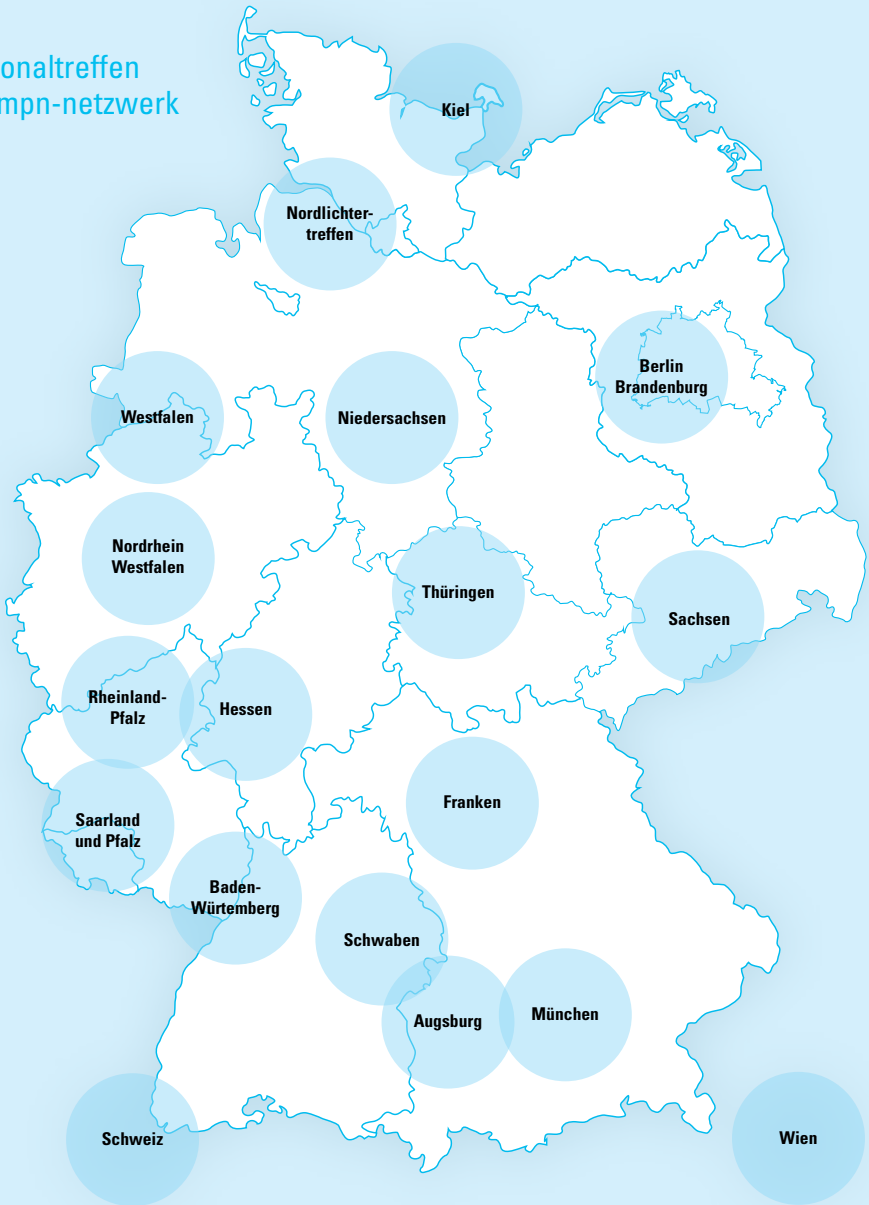 onaltreffen
mpn-netzwerk
Kiel
Nordlichter-
treffen
Berlin
Brandenburg
Westfalen
Niedersachsen
Nordrhein
Westfalen
Thüringen
Sachsen
Rheinland-
Pfalz
Hessen
Franken
Saarland
und Pfalz
Baden-
Würtemberg
Schwaben
Augsburg
München
Schweiz
Wien